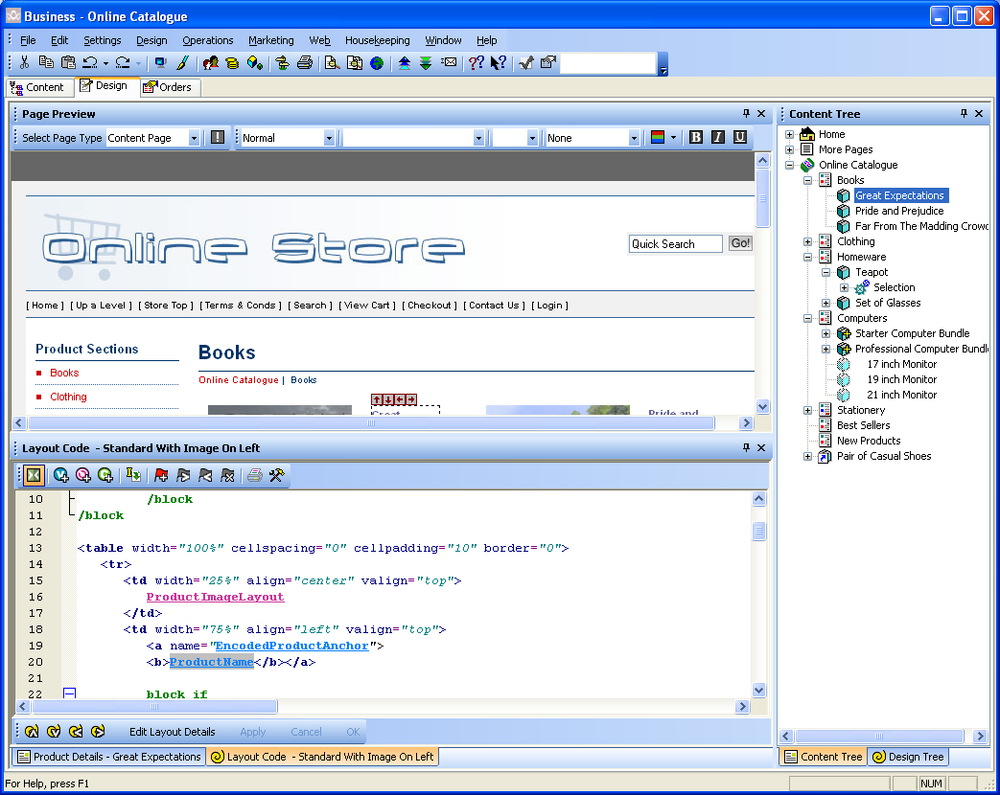 Business - Online Catalogue
File Edit Settings Design Operations Marketing Web Housekeeping Window Help
Content Design Orders
Page Preview
Select Page Type Content Page Normal None B I U
Online Store
Quick Search Go!
[ Home ] [ Up a Level ] [ Store Top ] [ Terms & Conds ] [ Search ] [ View Cart ] [ Checkout ] [ Contact Us ] [ Login ]
Product Sections
Books
Clothing
Books
Online Catalogue | Books
Great
Pride and
Layout Code - Standard With Image On Left
10 /block
11 /block
12
13 <table width="100%" cellspacing="0" cellpadding="10" border="0">
14 <tr>
15 <td width="25%" align="center" valign="top">
16 ProductImageLayout
17 </td>
18 <td width="75%" align="left" valign="top">
19 <a name="EncodedProductAnchor">
20 <b>ProductName</b></a>
21
22 block if
Edit Layout Details Apply Cancel OK
Product Details - Great Expectations Layout Code - Standard With Image On Left
Content Tree
Home
More Pages
Online Catalogue
Books
Great Expectations
Pride and Prejudice
Far From The Madding Crowd
Clothing
Homeware
Teapot
Selection
Set of Glasses
Computers
Starter Computer Bundle
Professional Computer Bundle
17 inch Monitor
19 inch Monitor
21 inch Monitor
Stationery
Best Sellers
New Products
Pair of Casual Shoes
Content Tree Design Tree
For Help, press F1 NUM